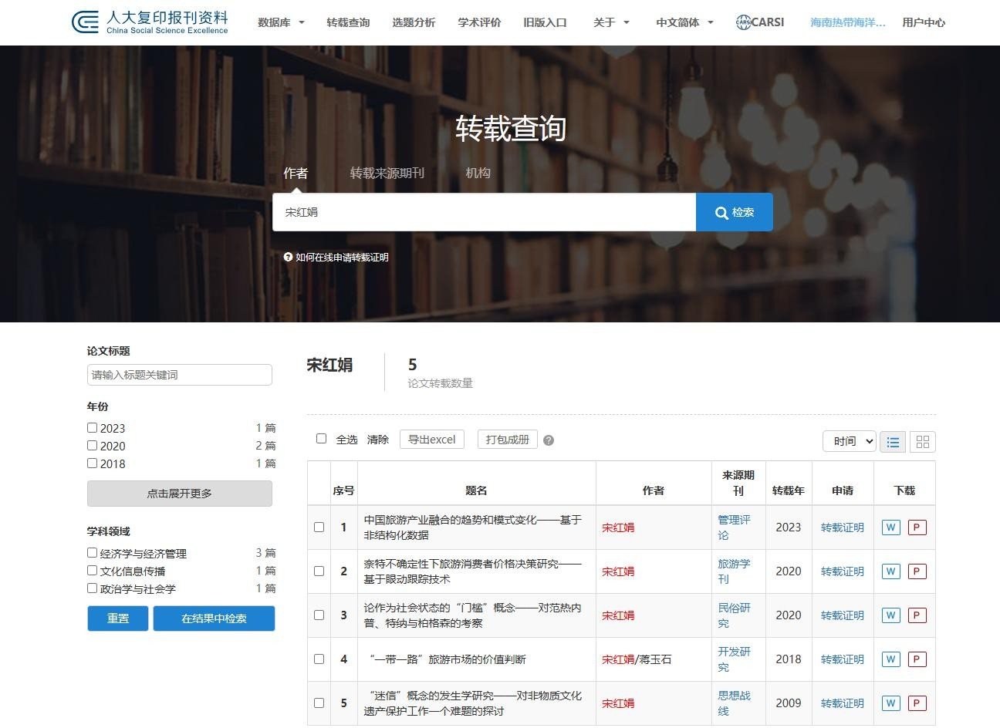 人大复印报刊资料
China Social Science Excellence
数据库 转载查询 选题分析 学术评价 旧版入口 关于 中文简体 CARSI 海南热带海洋... 用户中心
转载查询
作者 转载来源期刊 机构
宋红娟 检索
如何在线申请转载证明
论文标题
请输入标题关键词
年份
2023 1 篇
2020 2 篇
2018 1 篇
点击展开更多
学科领域
经济学与经济管理 3 篇
文化信息传播 1 篇
政治学与社会学 1 篇
重置 在结果中检索
宋红娟 5
论文转载数量
全选 清除 导出excel 打包成册 时间
序号 题名 作者 来源期刊 转载年 申请 下载
1 中国旅游产业融合的趋势和模式变化——基于
非结构化数据 宋红娟 管理评论 2023 转载证明 W P
2 奈特不确定性下旅游消费者价格决策研究——
基于眼动跟踪技术 宋红娟 旅游学刊 2020 转载证明 W P
3 论作为社会状态的“门槛”概念——对范热内
普、特纳与柏格森的考察 宋红娟 民俗研究 2020 转载证明 W P
4 “一带一路”旅游市场的价值判断 宋红娟/蒋玉石 开发研究 2018 转载证明 W P
5 “迷信”概念的发生学研究——对非物质文化
遗产保护工作一个难题的探讨 宋红娟 思想战线 2009 转载证明 W P